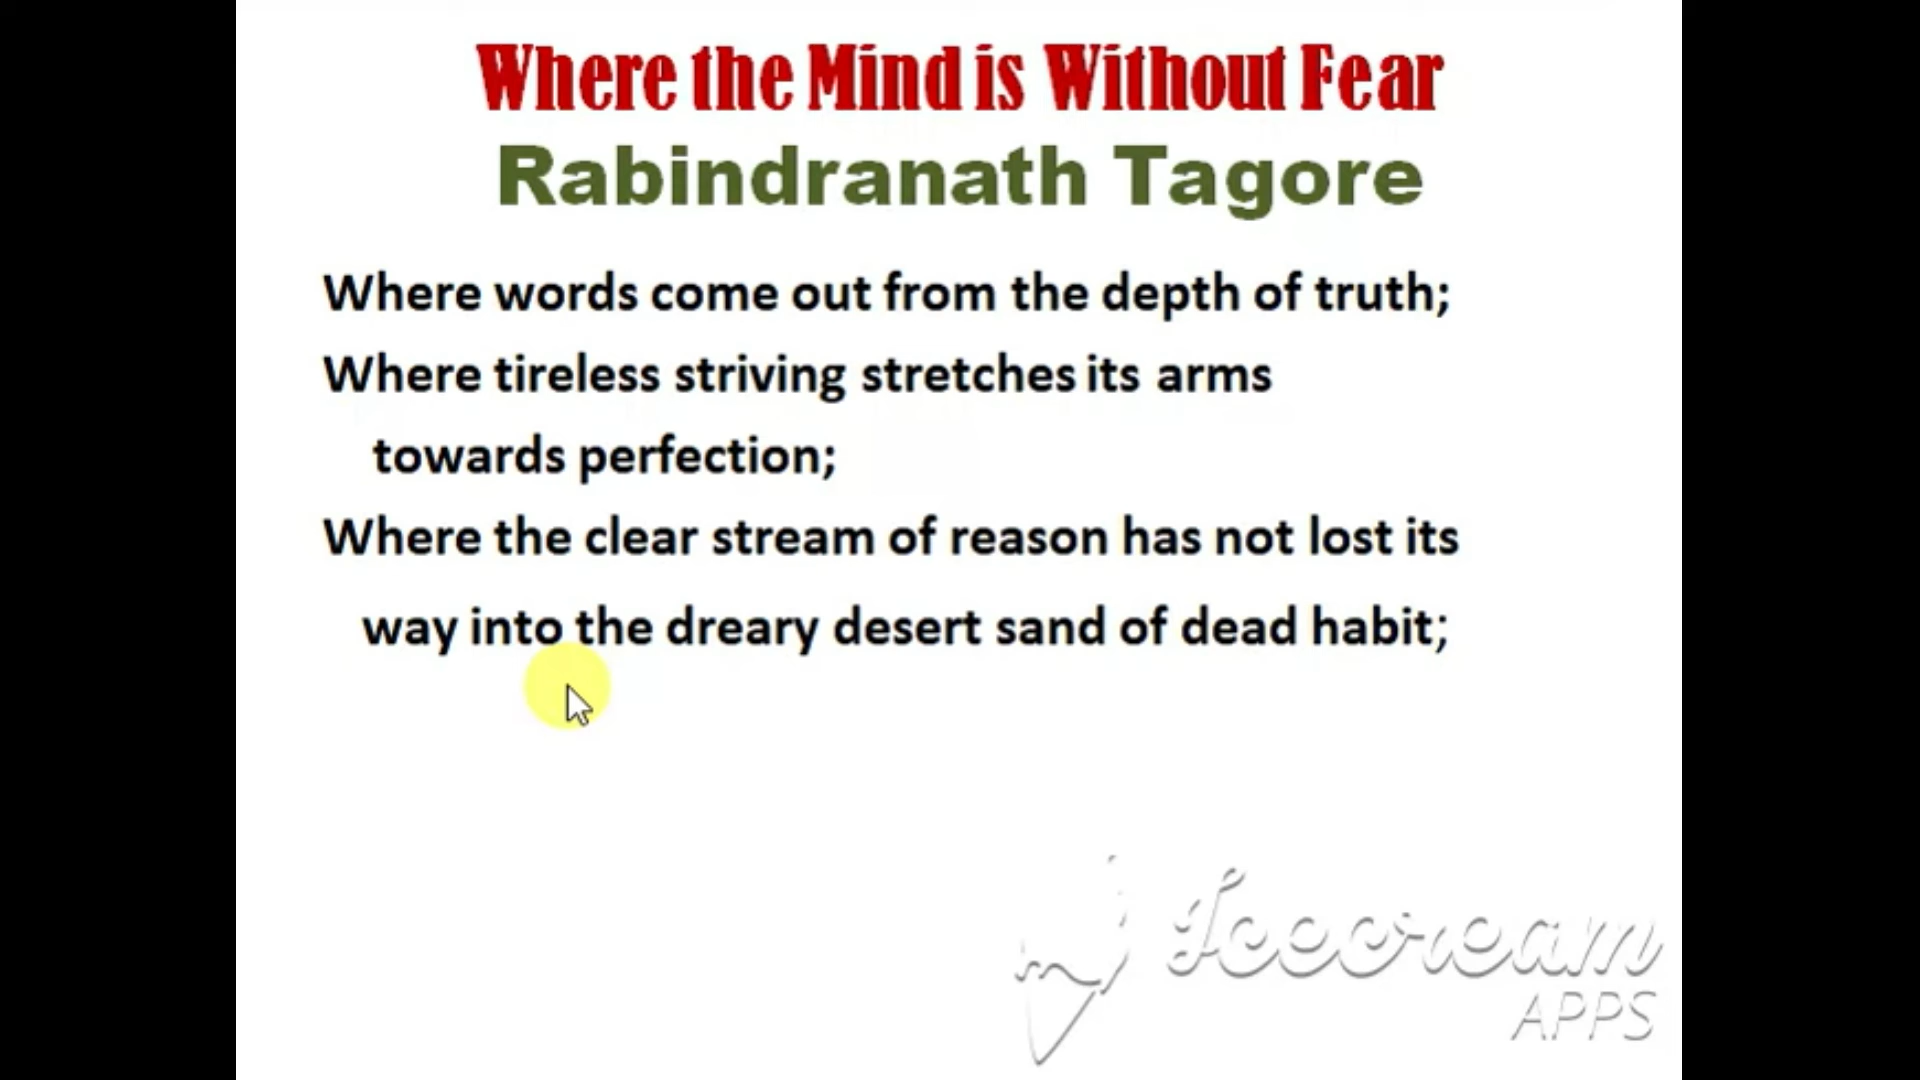 Where the Mind is Without Fear
Rabindranath Tagore
Where words come out from the depth of truth;
Where tireless striving stretches its arms
towards perfection;
Where the clear stream of reason has not lost its
way into the dreary desert sand of dead habit;
Icecream
APPS